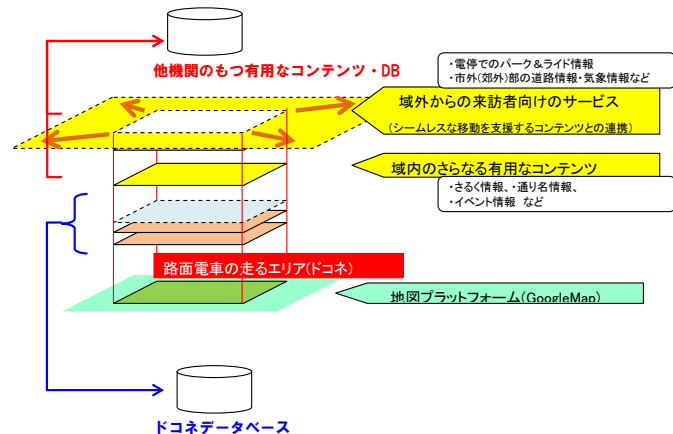 他機関のもつ有用なコンテンツ・DB
・電停でのパーク＆ライド情報
・市外(郊外)部の道路情報・気象情報など
域外からの来訪者向けのサービス
(シームレスな移動を支援するコンテンツとの連携)
域内のさらなる有用なコンテンツ
・さるく情報、・通り名情報、
・イベント情報 など
路面電車の走るエリア(ドコネ)
地図プラットフォーム(GoogleMap)
ドコネデータベース